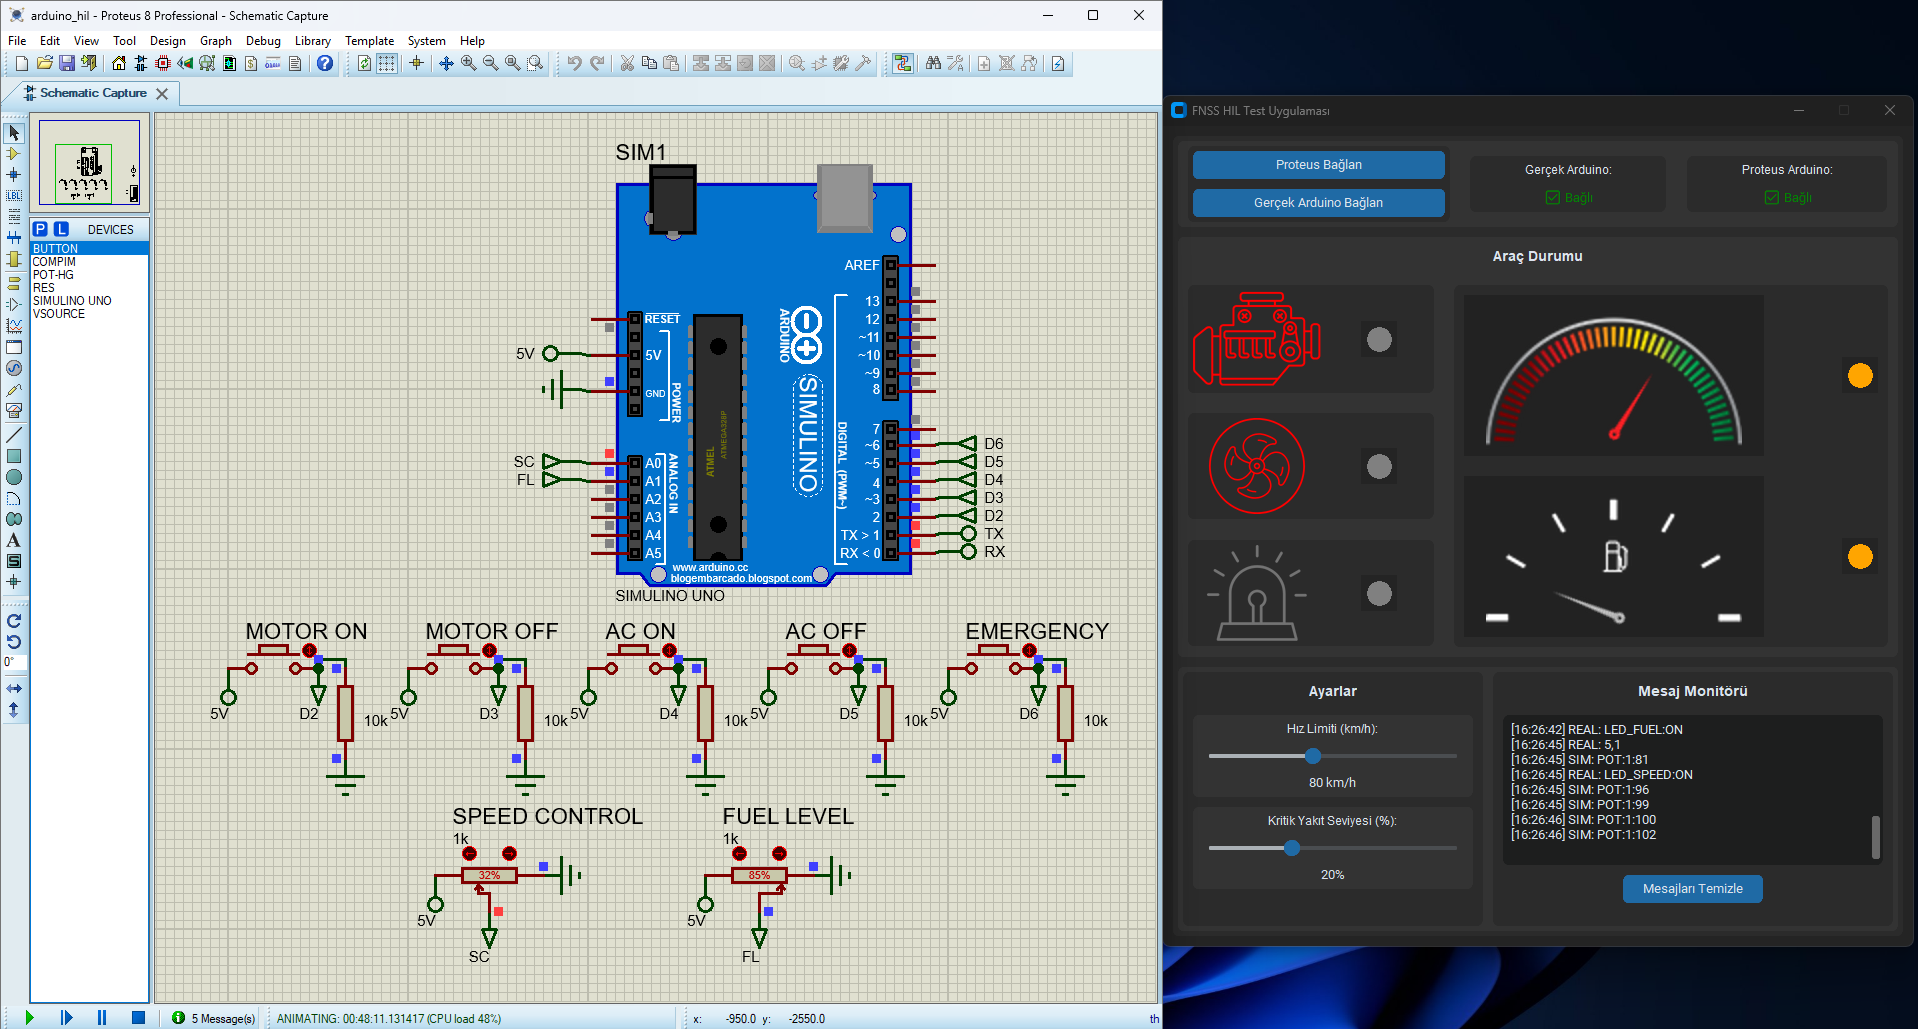 arduino_hil - Proteus 8 Professional - Schematic Capture
File Edit View Tool Design Graph Debug Library Template System Help
Schematic Capture
P L DEVICES
BUTTON
COMPIM
POT-HG
RES
SIMULINO UNO
VSOURCE
0°
SIM1
AREF
13
12
~11
~10
~9
8
7
~6
~5
4
~3
2
TX > 1
RX < 0
RESET
5V
GND
POWER
A0
A1
A2
A3
A4
A5
ANALOG IN
ATMEL
ATMEGA328P
ARDUINO
SIMULINO
DIGITAL (PWM~)
www.arduino.cc
blogembarcado.blogspot.com
SIMULINO UNO
5V
SC
FL
D6
D5
D4
D3
D2
TX
RX
MOTOR ON
5V
D2
10k
MOTOR OFF
5V
D3
10k
AC ON
5V
D4
10k
AC OFF
5V
D5
10k
EMERGENCY
5V
D6
10k
SPEED CONTROL
1k
32%
5V
SC
FUEL LEVEL
1k
85%
5V
FL
5 Message(s)
ANIMATING: 00:48:11.131417 (CPU load 48%)
x: -950.0 y: -2550.0
th
FNSS HIL Test Uygulaması
Proteus Bağlan
Gerçek Arduino Bağlan
Gerçek Arduino:
Bağlı
Proteus Arduino:
Bağlı
Araç Durumu
Ayarlar
Hız Limiti (km/h):
80 km/h
Kritik Yakıt Seviyesi (%):
20%
Mesaj Monitörü
[16:26:42] REAL: LED_FUEL:ON
[16:26:45] REAL: 5,1
[16:26:45] SIM: POT:1:81
[16:26:45] REAL: LED_SPEED:ON
[16:26:45] SIM: POT:1:96
[16:26:45] SIM: POT:1:99
[16:26:46] SIM: POT:1:100
[16:26:46] SIM: POT:1:102
Mesajları Temizle